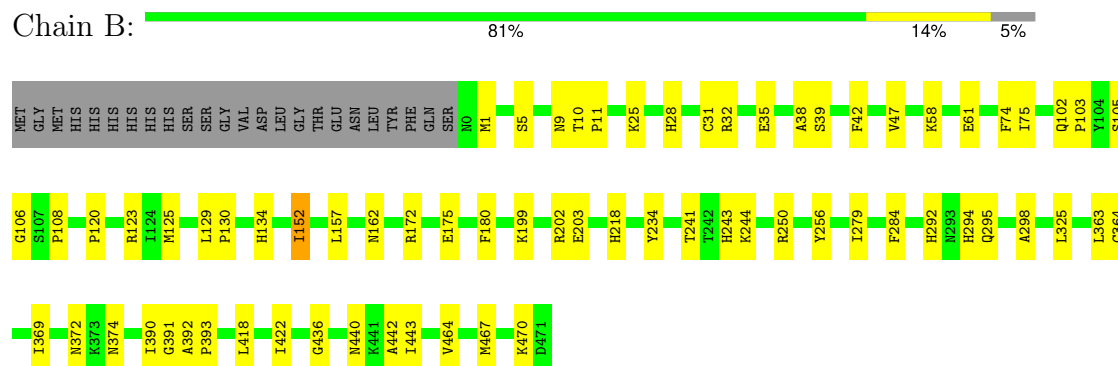 Chain B:
81% 14% 5%
MET GLY MET HIS HIS HIS HIS HIS HIS SER SER GLY VAL ASP LEU GLY THR GLU ASN LEU TYR PHE GLN SER N0 M1 S5 N9 T10 P11 K25 H28 C31 R32 E35 A38 S39 F42 V47 K58 E61 F74 I75 Q102 P103 Y104 S105
G106 S107 P108 P120 R123 I124 M125 L129 P130 H134 I152 L157 N162 R172 E175 F180 K199 R202 E203 H218 Y234 T241 T242 H243 K244 R250 Y256 I279 F284 H292 N293 H294 Q295 A298 L325 L363
I369 N372 K373 N374 I390 G391 A392 P393 L418 I422 G436 N440 K441 A442 I443 V464 M467 K470 D471